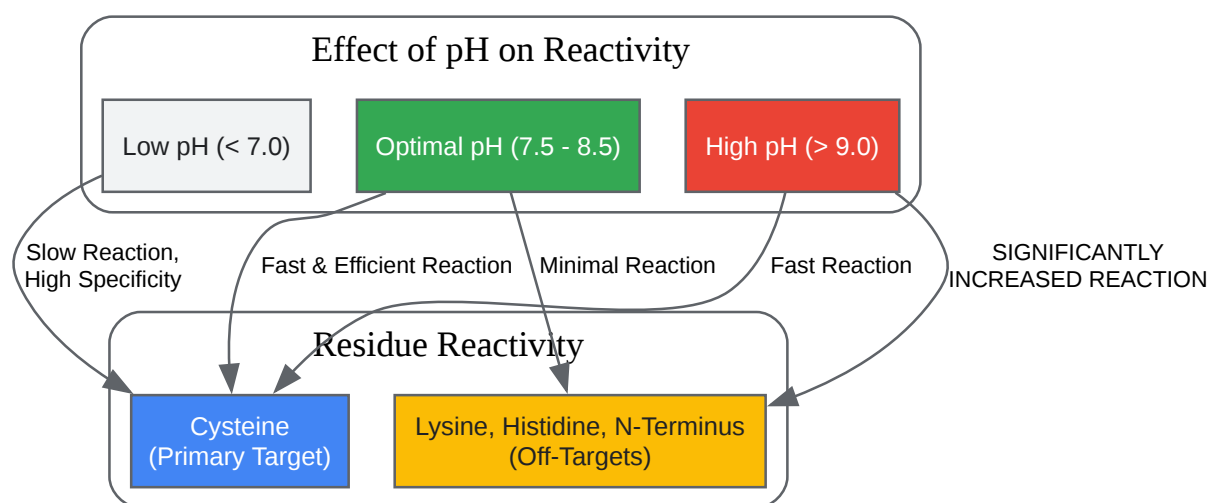 Effect of pH on Reactivity
Low pH (< 7.0)
Optimal pH (7.5 - 8.5)
High pH (> 9.0)
Slow Reaction,
High Specificity
Fast & Efficient Reaction
Minimal Reaction
Fast Reaction
SIGNIFICANTLY
INCREASED REACTION
Residue Reactivity
Cysteine
(Primary Target)
Lysine, Histidine, N-Terminus
(Off-Targets)